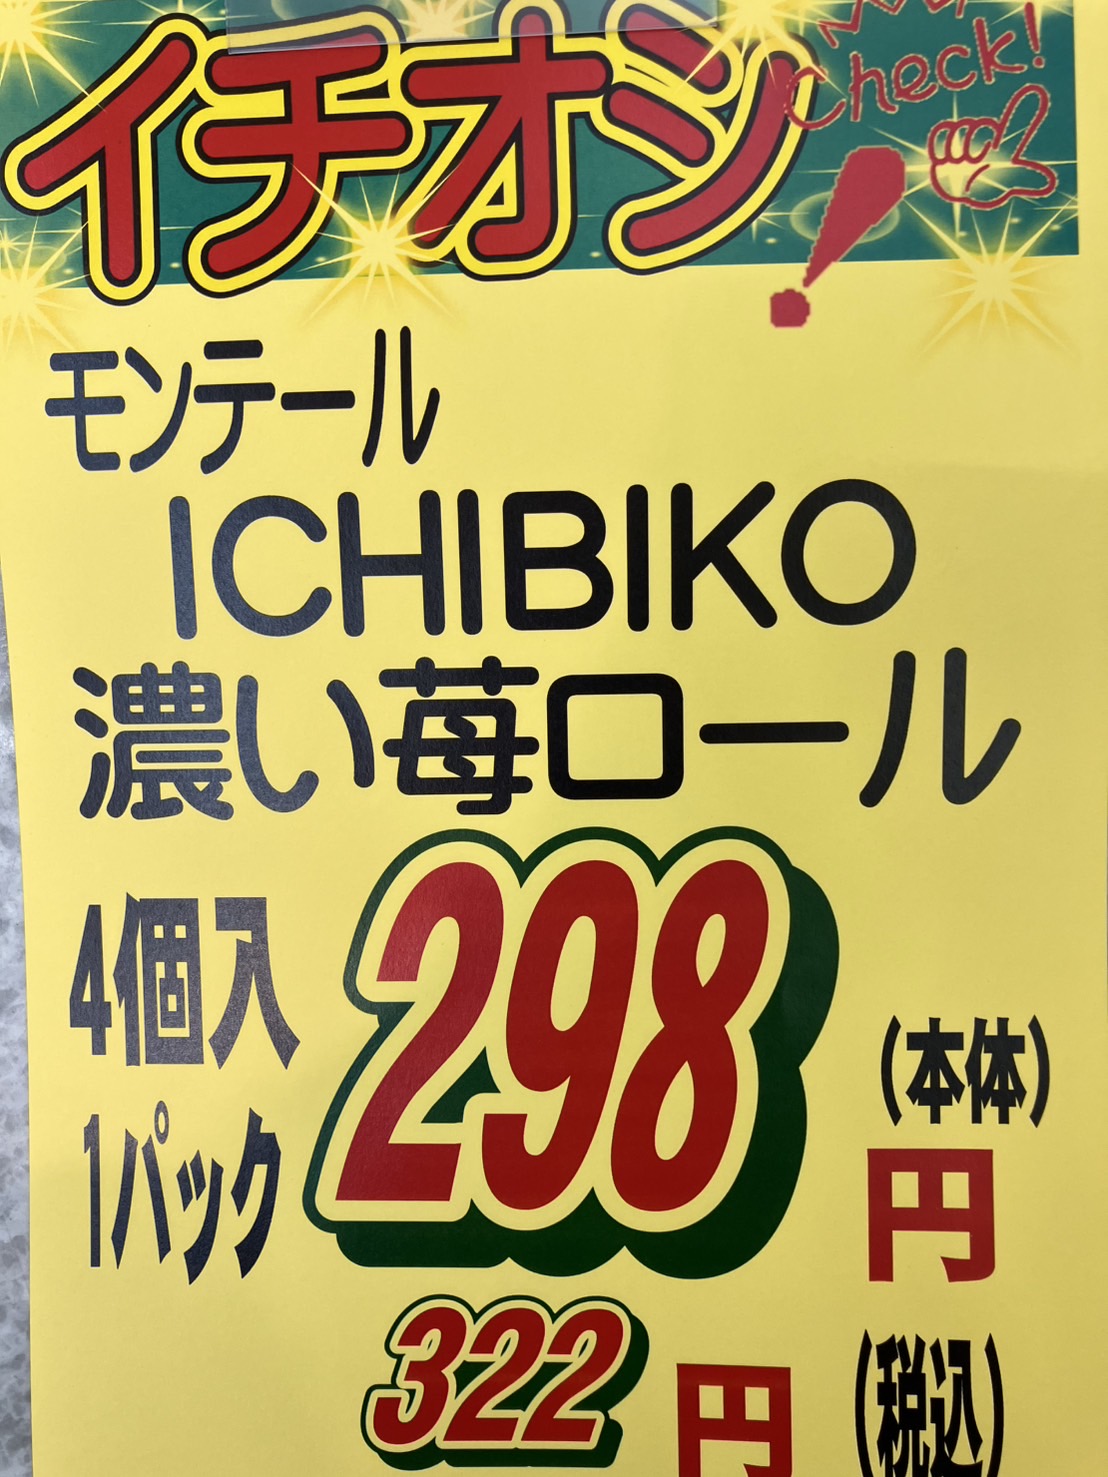 イチオシ
Check!
!
モンテール
ICHIBIKO
濃い苺ロール
4個入
1パック
298
(本体)
円
322
円
(税込)